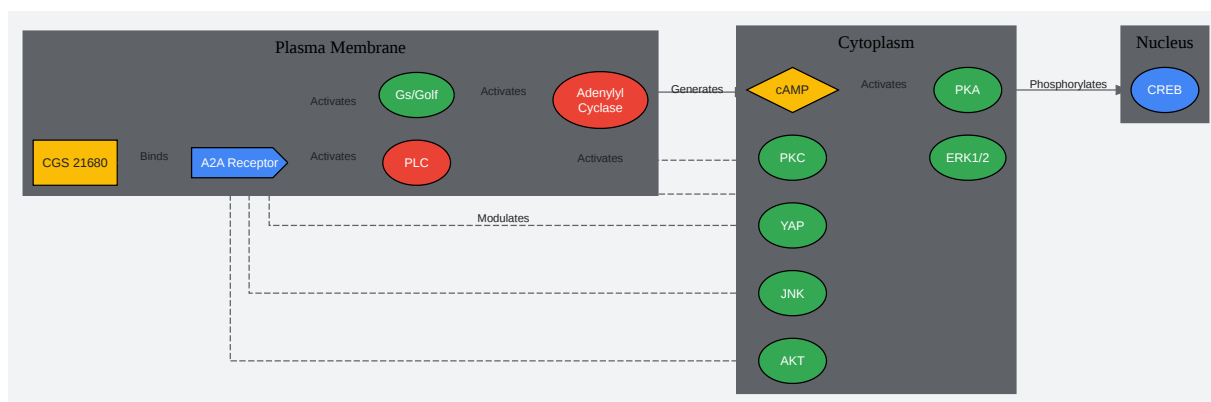 Plasma Membrane
Cytoplasm
Nucleus
Activates
Gs/Golf
Activates
Adenylyl
Cyclase
Generates
cAMP
Activates
PKA
Phosphorylates
CREB
CGS 21680
Binds
A2A Receptor
Activates
PLC
Activates
PKC
ERK1/2
Modulates
YAP
JNK
AKT